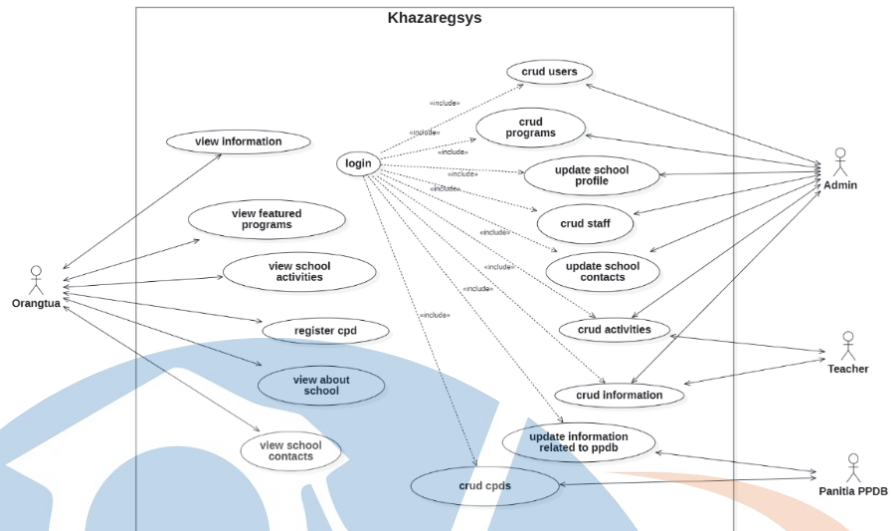 Khazaregsys
crud users
«include»
crud
programs
«include»
view information
«include»
login
update school
profile
«include»
Admin
«include»
view featured
programs
crud staff
«include»
view school
activities
update school
contacts
«include»
Orangtua
«include»
«include»
register cpd
crud activities
Teacher
view about
school
crud information
view school
contacts
update information
related to ppdb
crud cpds
Panitia PPDB